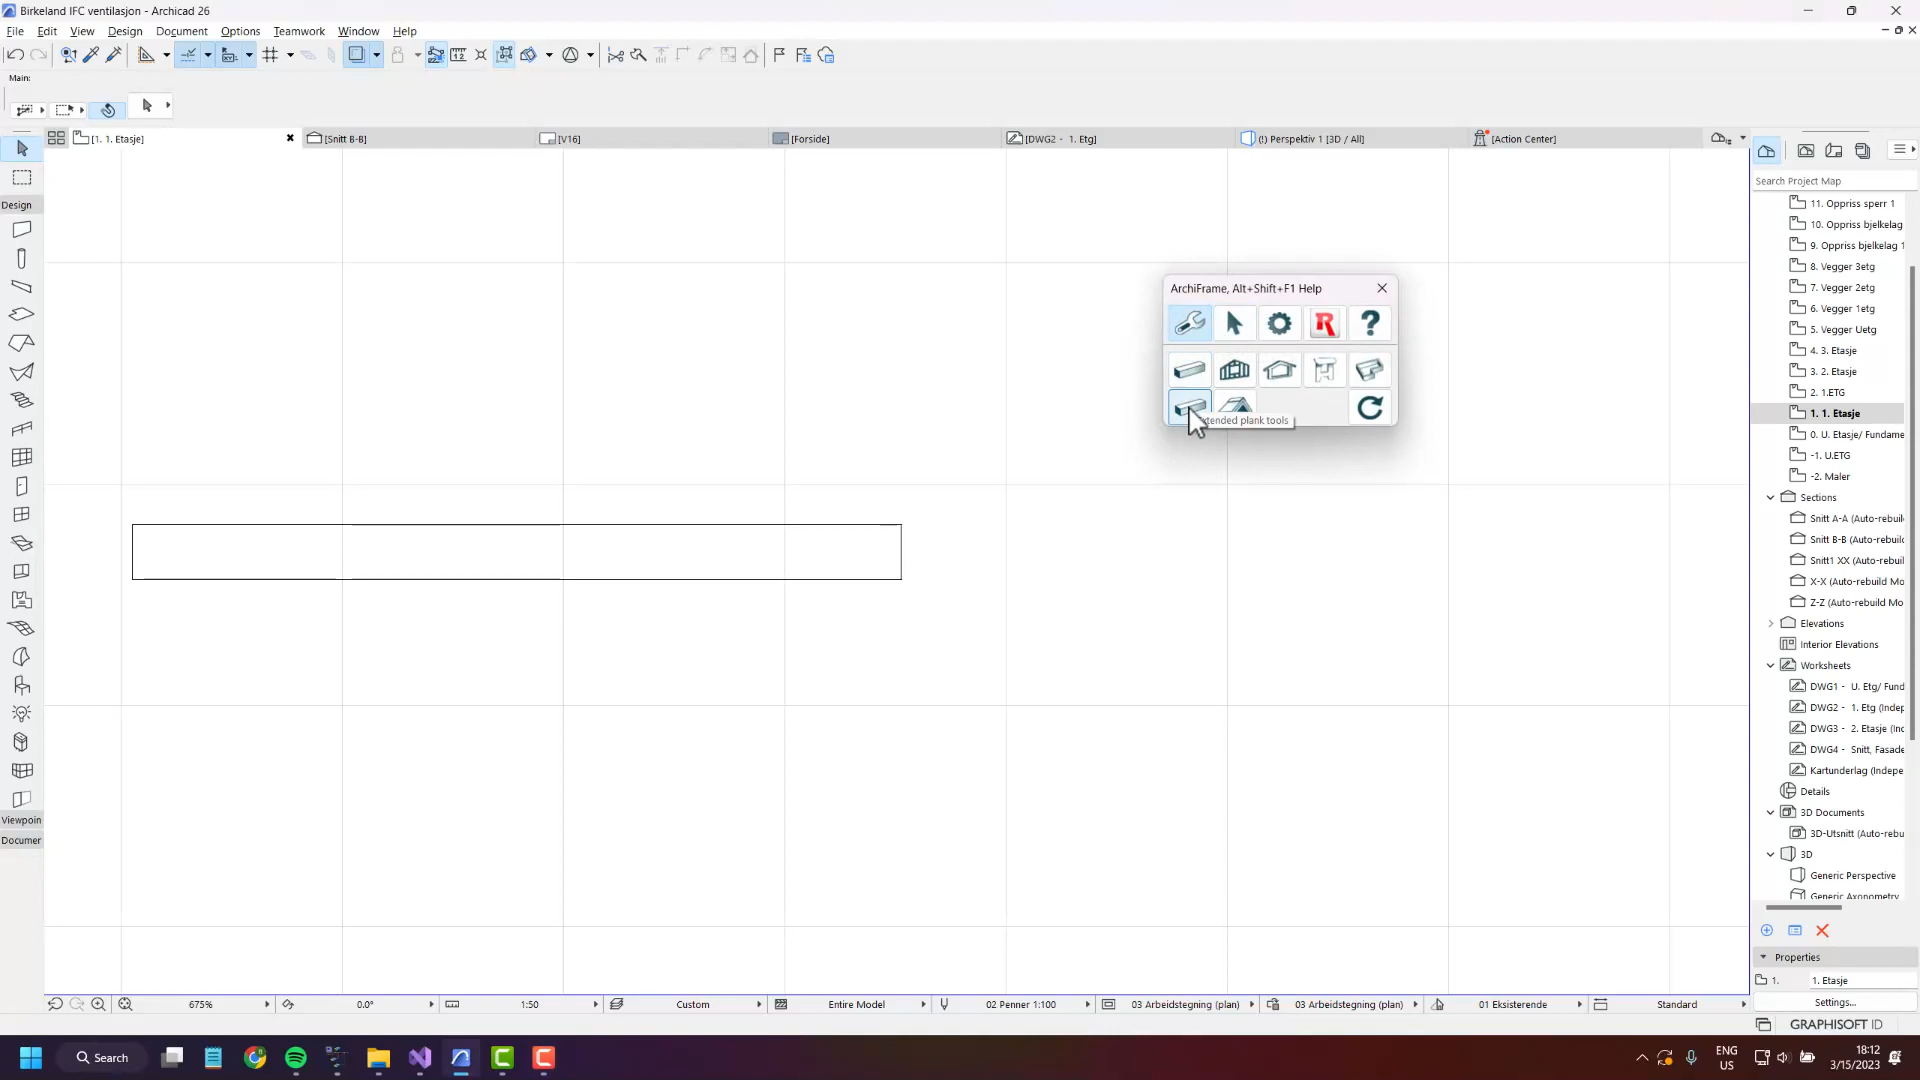 Birkeland IFC ventilasjon - Archicad 26
File Edit View Design Document Options Teamwork Window Help
Main:
[1. 1. Etasje]
[Snitt B-B]
[V16]
[Forside]
[DWG2 - 1. Etg]
(!) Perspektiv 1 [3D / All]
[Action Center]
Design
Viewpoin
Documer
ArchiFrame, Alt+Shift+F1 Help
R
?
tended plank tools
Search Project Map
11. Oppriss sperr 1
10. Oppriss bjelkelag
9. Oppriss bjelkelag 1
8. Vegger 3etg
7. Vegger 2etg
6. Vegger 1etg
5. Vegger Uetg
4. 3. Etasje
3. 2. Etasje
2. 1.ETG
1. 1. Etasje
0. U. Etasje/ Fundame
-1. U.ETG
-2. Maler
Sections
Snitt A-A (Auto-rebuil
Snitt B-B (Auto-rebuil
Snitt1 XX (Auto-rebuil
X-X (Auto-rebuild Mo
Z-Z (Auto-rebuild Mo
Elevations
Interior Elevations
Worksheets
DWG1 - U. Etg/ Fund
DWG2 - 1. Etg (Indep
DWG3 - 2. Etasje (Inc
DWG4 - Snitt, Fasade
Kartunderlag (Indepe
Details
3D Documents
3D-Utsnitt (Auto-rebu
3D
Generic Perspective
Generic Axonometry
Properties
1. 1. Etasje
Settings...
675%
0.0°
1:50
Custom
Entire Model
02 Penner 1:100
03 Arbeidstegning (plan)
03 Arbeidstegning (plan)
01 Eksisterende
Standard
GRAPHISOFT ID
Search
ENG
US
18:12
3/15/2023